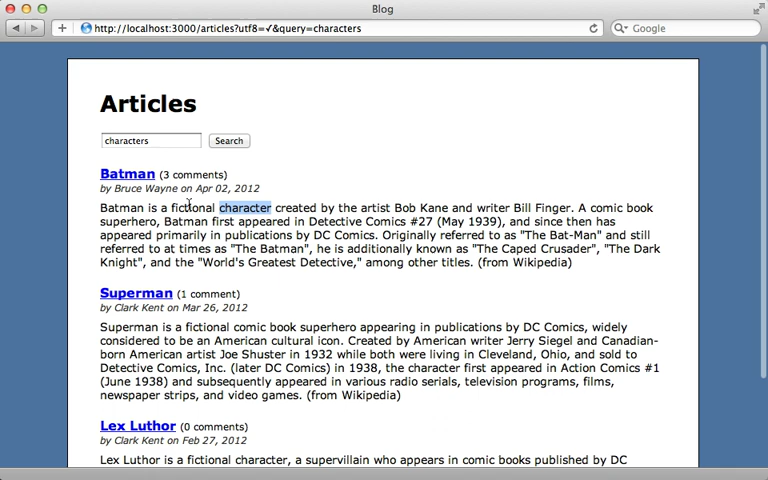 Blog
http://localhost:3000/articles?utf8=✓&query=characters
Google
Articles
characters Search
Batman (3 comments)
by Bruce Wayne on Apr 02, 2012
Batman is a fictional character created by the artist Bob Kane and writer Bill Finger. A comic book
superhero, Batman first appeared in Detective Comics #27 (May 1939), and since then has
appeared primarily in publications by DC Comics. Originally referred to as "The Bat-Man" and still
referred to at times as "The Batman", he is additionally known as "The Caped Crusader", "The Dark
Knight", and the "World's Greatest Detective," among other titles. (from Wikipedia)
Superman (1 comment)
by Clark Kent on Mar 26, 2012
Superman is a fictional comic book superhero appearing in publications by DC Comics, widely
considered to be an American cultural icon. Created by American writer Jerry Siegel and Canadian-
born American artist Joe Shuster in 1932 while both were living in Cleveland, Ohio, and sold to
Detective Comics, Inc. (later DC Comics) in 1938, the character first appeared in Action Comics #1
(June 1938) and subsequently appeared in various radio serials, television programs, films,
newspaper strips, and video games. (from Wikipedia)
Lex Luthor (0 comments)
by Clark Kent on Feb 27, 2012
Lex Luthor is a fictional character, a supervillain who appears in comic books published by DC